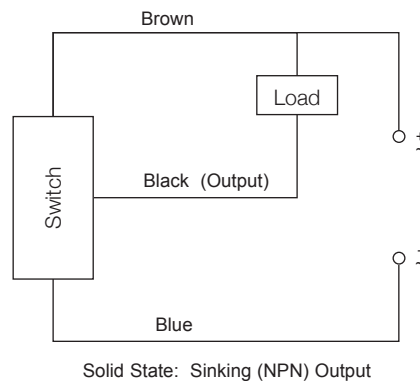 Brown
Load
Black (Output)
Switch
Blue
Solid State: Sinking (NPN) Output